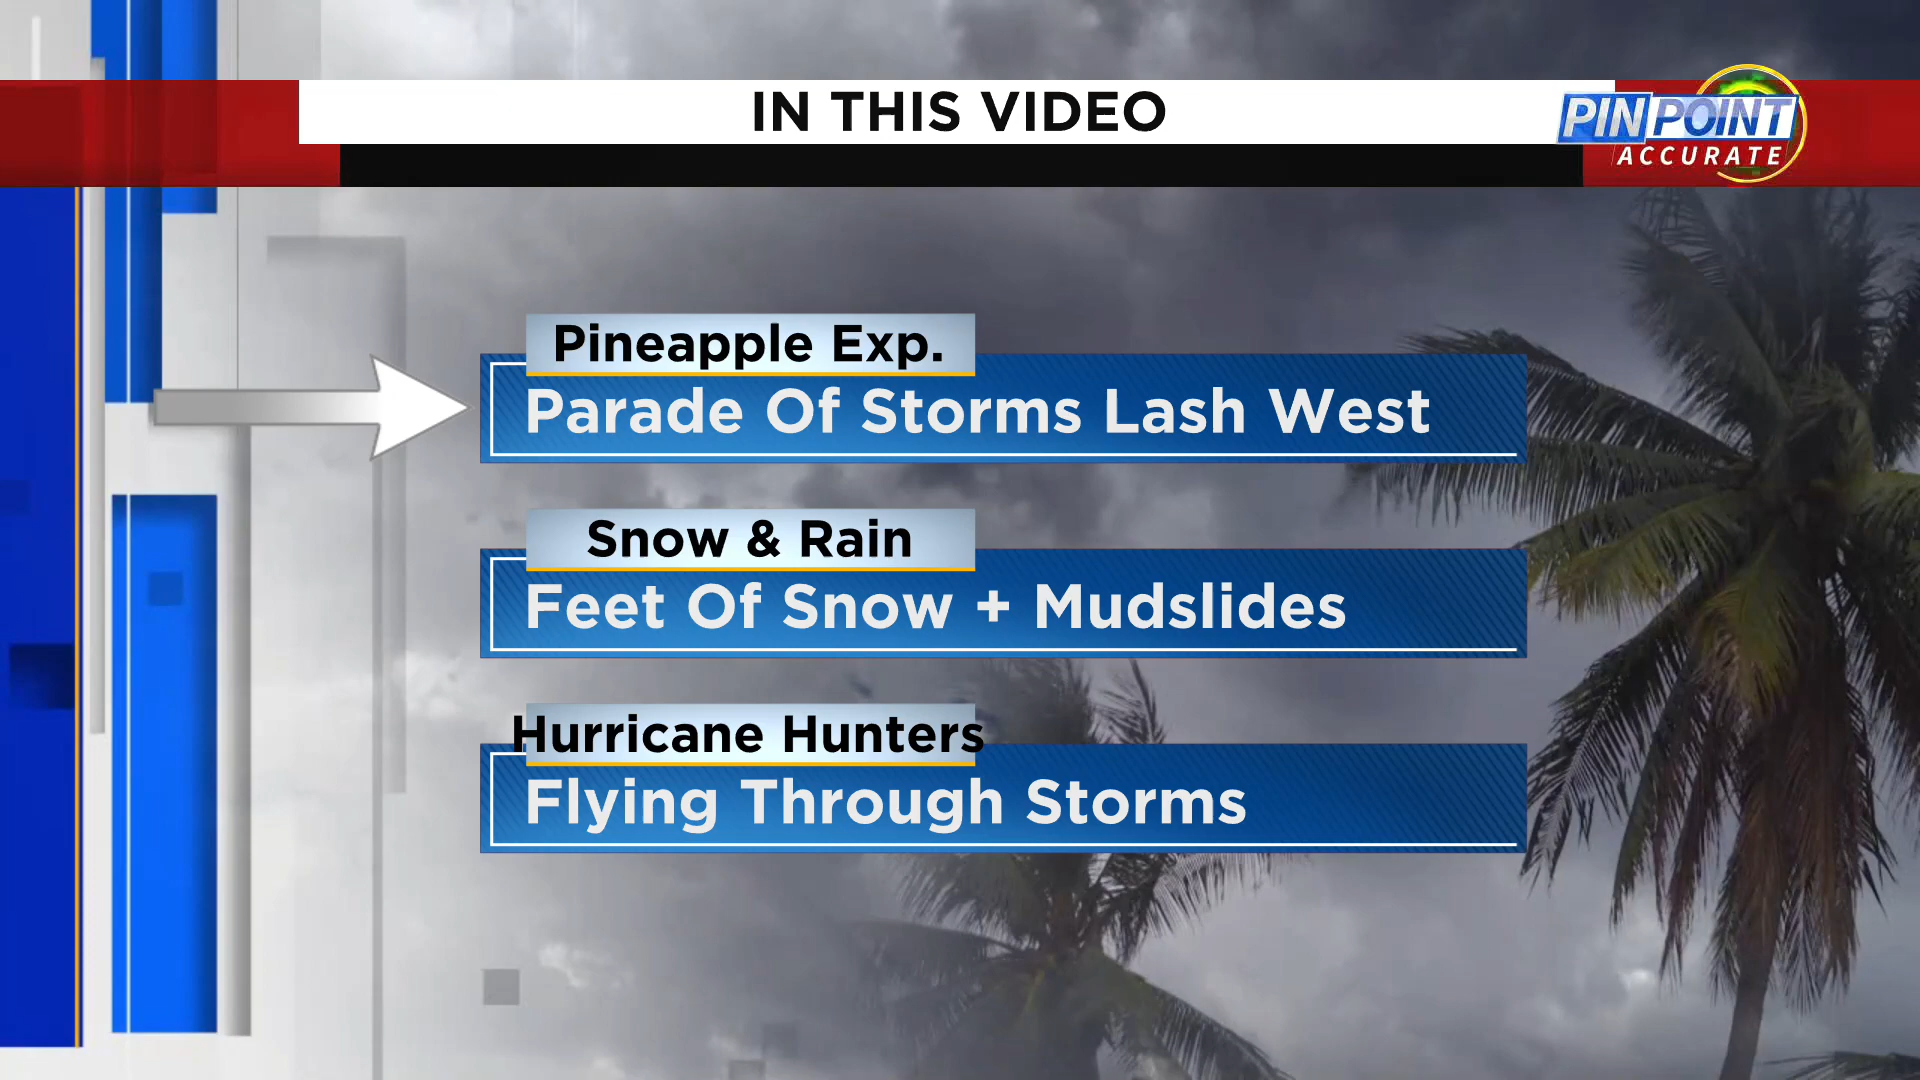 IN THIS VIDEO
PINPOINT
ACCURATE
Pineapple Exp.
Parade Of Storms Lash West
Snow & Rain
Feet Of Snow + Mudslides
Hurricane Hunters
Flying Through Storms